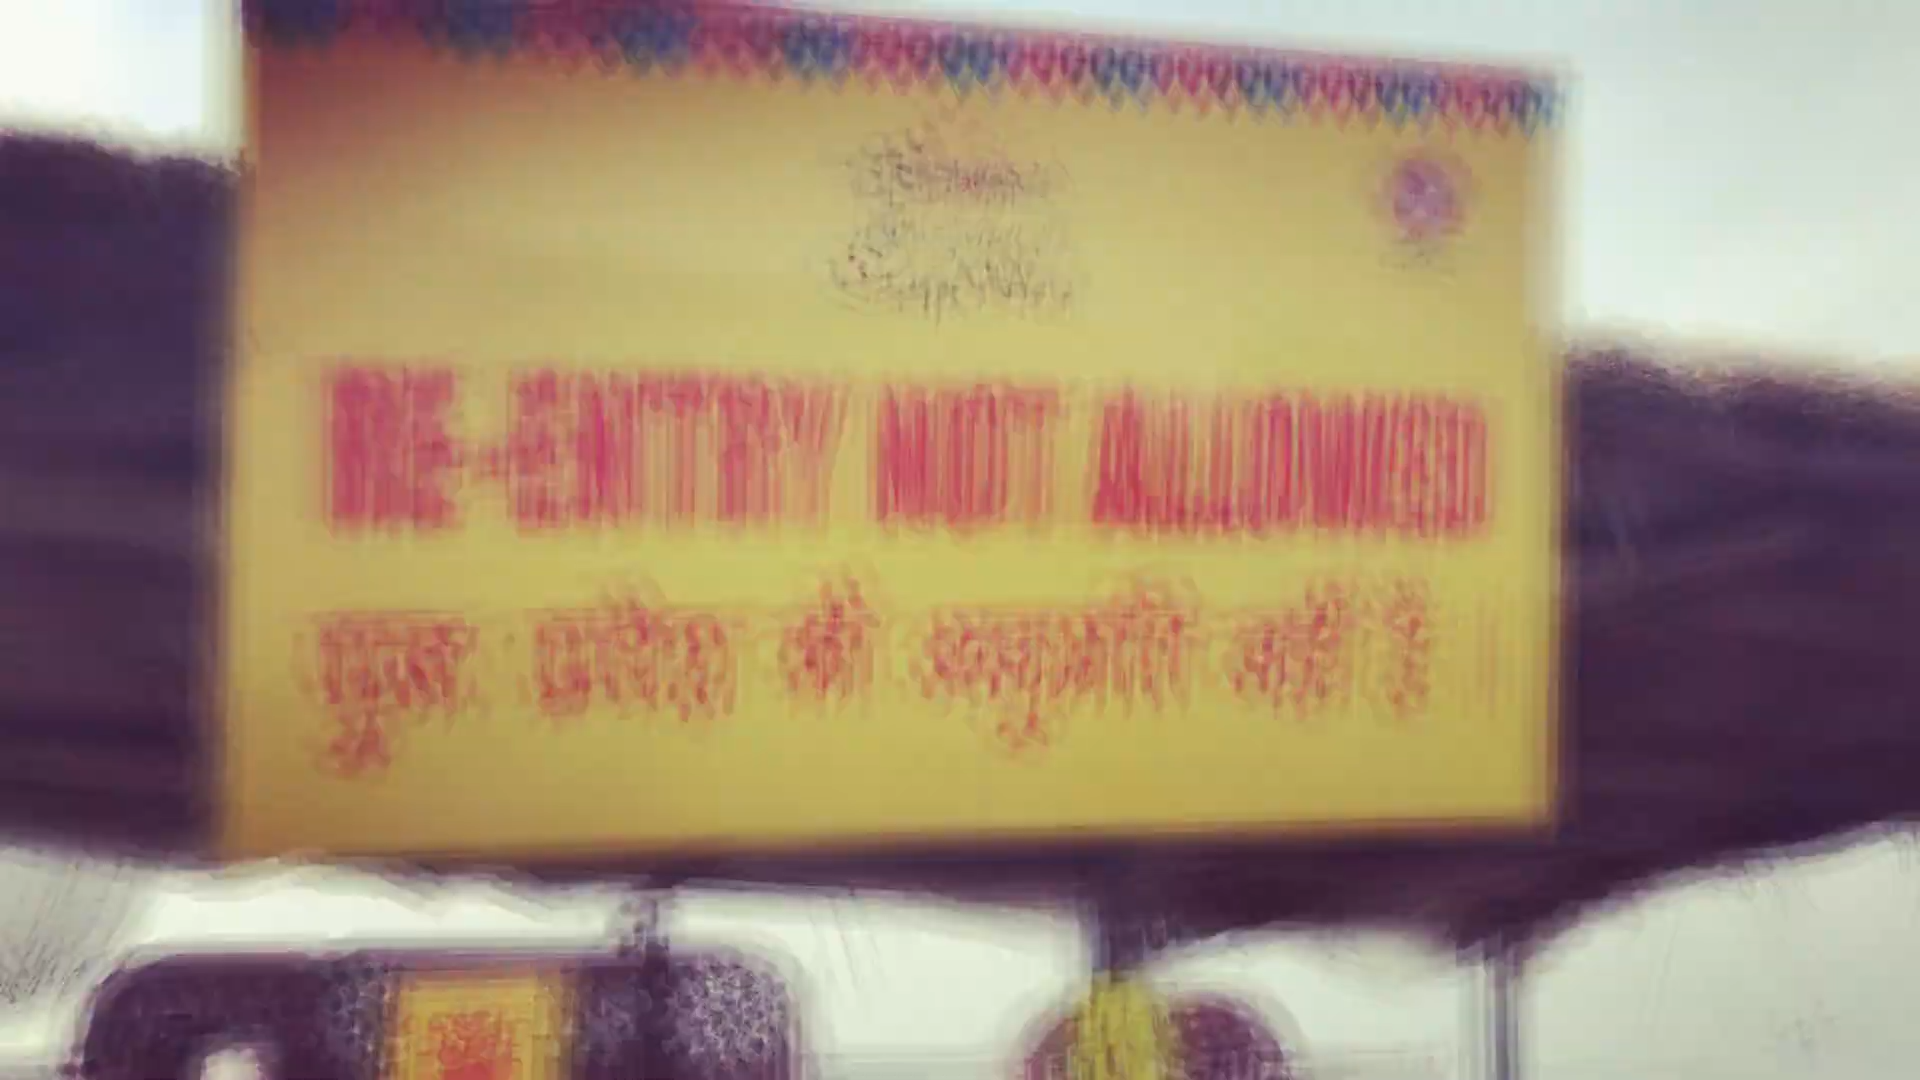 RE-ENTRY NOT ALLOWED
पुनः प्रवेश की अनुमति नहीं है